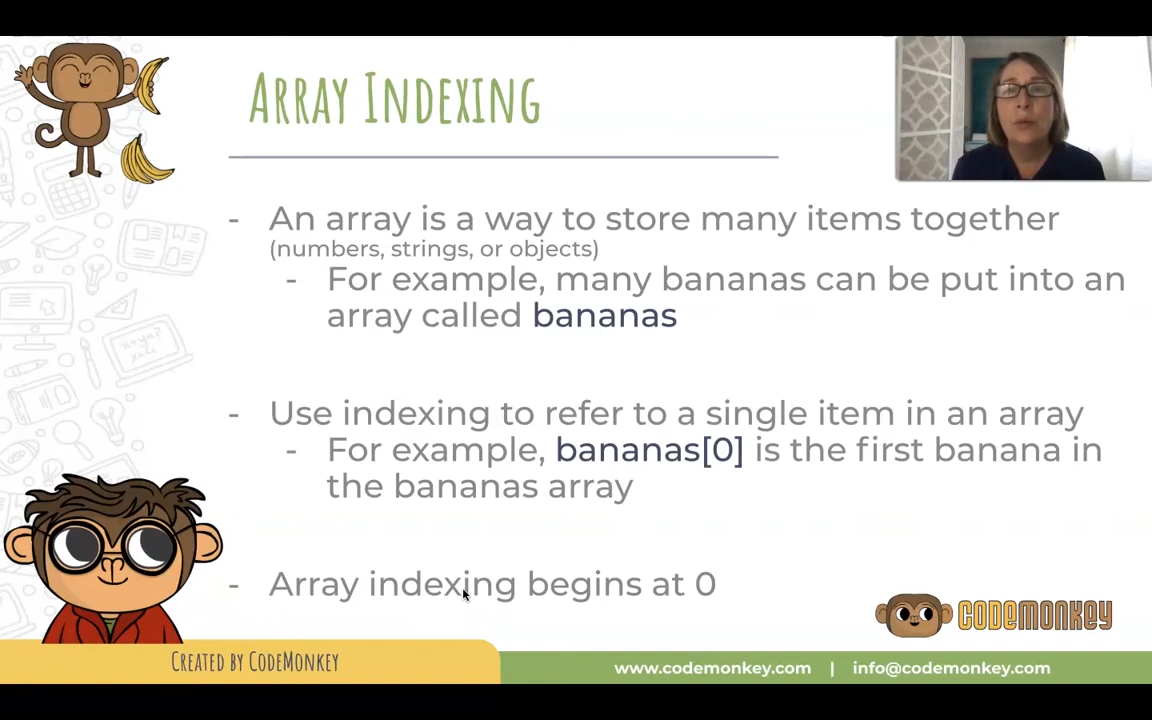 ARRAY INDEXING
- An array is a way to store many items together
(numbers, strings, or objects)
- For example, many bananas can be put into an
array called bananas
- Use indexing to refer to a single item in an array
- For example, bananas[0] is the first banana in
the bananas array
- Array indexing begins at 0
CODEMONKEY
CREATED BY CODEMONKEY
www.codemonkey.com | info@codemonkey.com